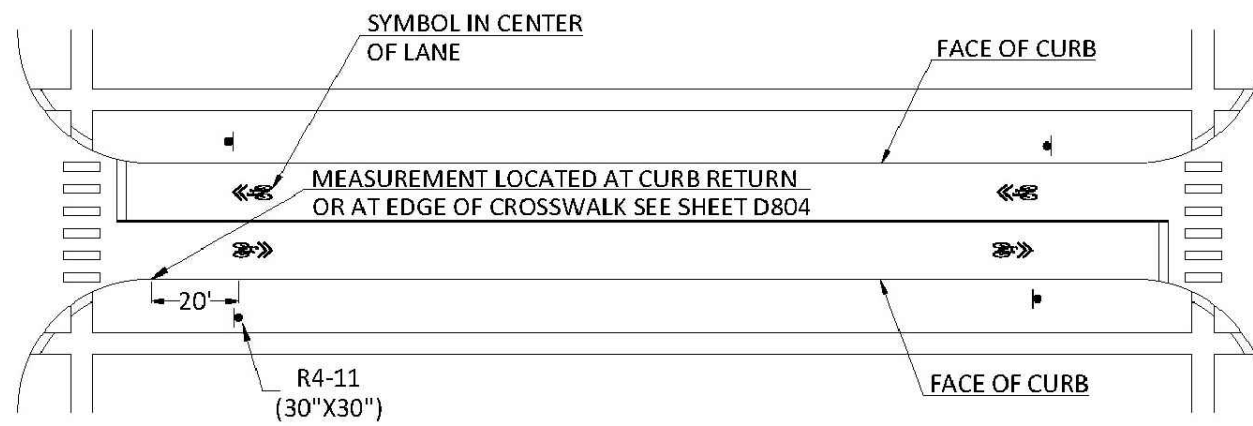 SYMBOL IN CENTER
OF LANE
FACE OF CURB
MEASUREMENT LOCATED AT CURB RETURN
OR AT EDGE OF CROSSWALK SEE SHEET D804
20'
R4-11
(30"X30")
FACE OF CURB